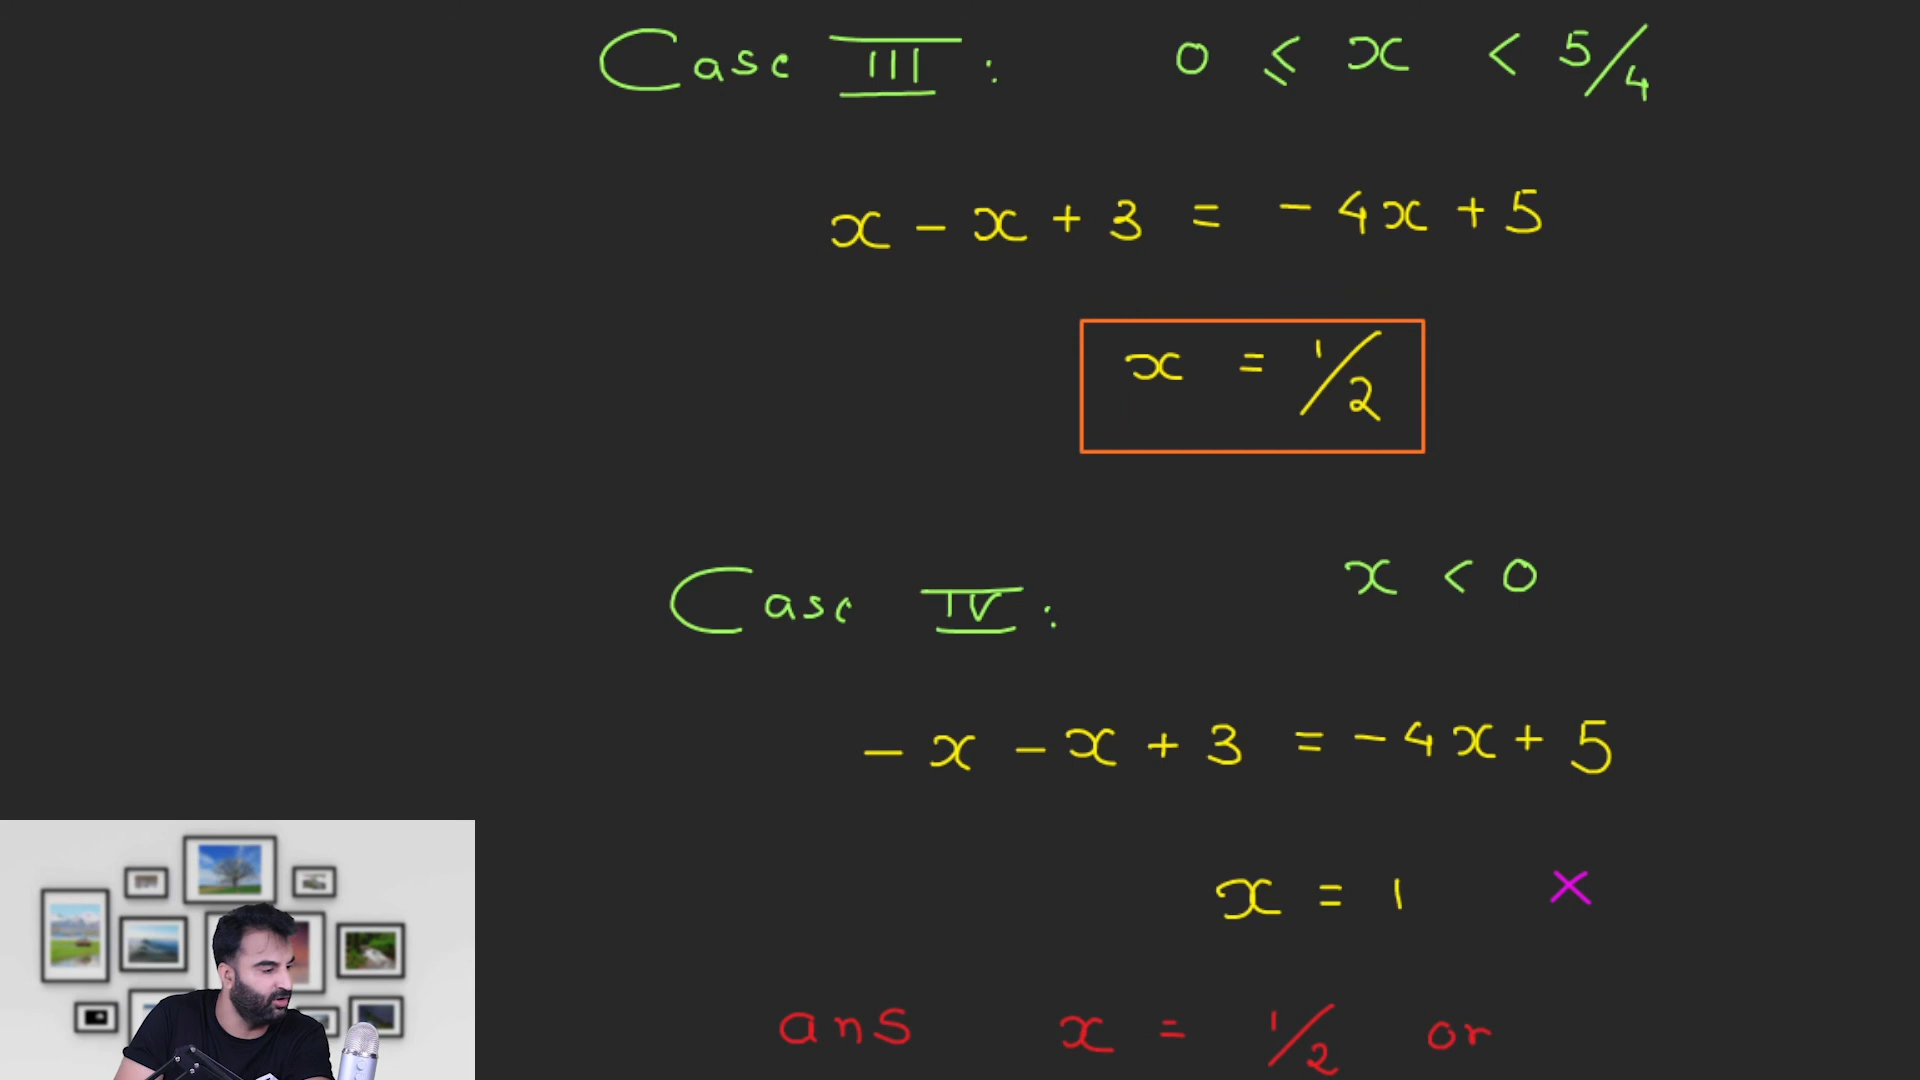 Case III : 0 ≤ x < 5/4
x - x + 3 = - 4x + 5
x = 1/2
Case IV : x < 0
- x - x + 3 = - 4x + 5
x = 1 ×
ans x = 1/2 or